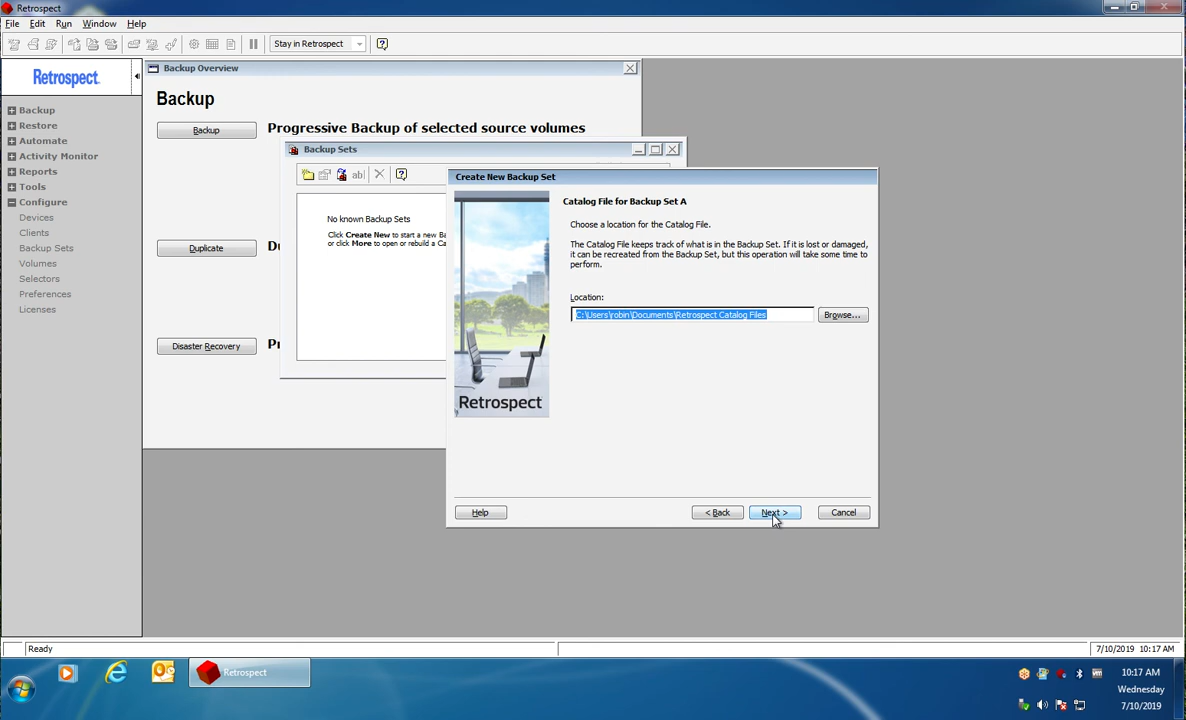 Retrospect
File Edit Run Window Help
Stay in Retrospect
Retrospect
Backup
Restore
Automate
Activity Monitor
Reports
Tools
Configure
Devices
Clients
Backup Sets
Volumes
Selectors
Preferences
Licenses
Backup Overview
Backup
Backup
Progressive Backup of selected source volumes
Duplicate
Du
Disaster Recovery
Pr
Backup Sets
No known Backup Sets
Click Create New to start a new B
or click More to open or rebuild a Ca
Create New Backup Set
Catalog File for Backup Set A
Choose a location for the Catalog File.
The Catalog File keeps track of what is in the Backup Set. If it is lost or damaged,
it can be recreated from the Backup Set, but this operation will take some time to
perform.
Location:
C:\Users\robin\Documents\Retrospect Catalog Files
Browse...
Retrospect
Help
< Back
Next >
Cancel
Ready
7/10/2019 10:17 AM
Retrospect
10:17 AM
Wednesday
7/10/2019